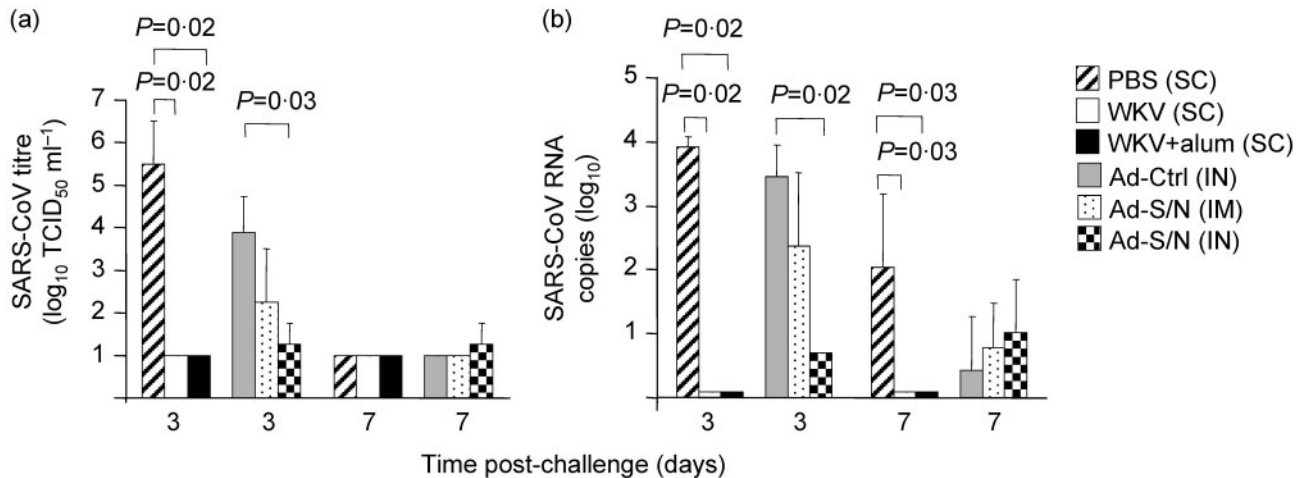 (a)
P=0·02
P=0·02
P=0·03
SARS-CoV titre
(log₁₀ TCID₅₀ ml⁻¹)
7
6
5
4
3
2
1
3
3
7
7
(b)
P=0·02
P=0·02
P=0·02
P=0·03
P=0·03
SARS-CoV RNA
copies (log₁₀)
5
4
3
2
1
3
3
7
7
Time post-challenge (days)
PBS (SC)
WKV (SC)
WKV+alum (SC)
Ad-Ctrl (IN)
Ad-S/N (IM)
Ad-S/N (IN)